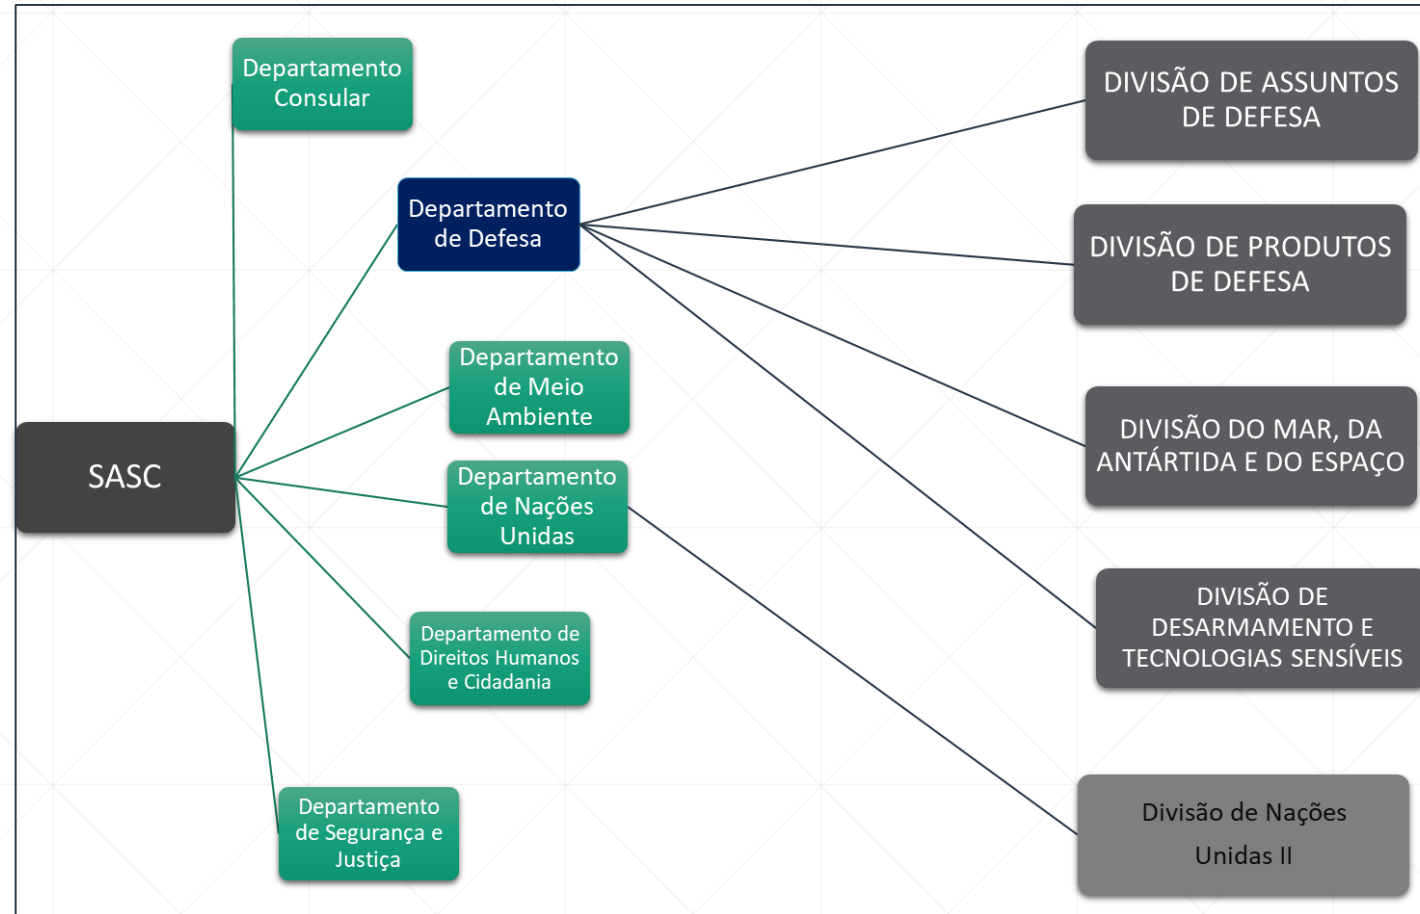 SASC
Departamento
Consular
Departamento
de Defesa
Departamento
de Meio
Ambiente
Departamento
de Nações
Unidas
Departamento de
Direitos Humanos
e Cidadania
Departamento
de Segurança e
Justiça
DIVISÃO DE ASSUNTOS
DE DEFESA
DIVISÃO DE PRODUTOS
DE DEFESA
DIVISÃO DO MAR, DA
ANTÁRTIDA E DO ESPAÇO
DIVISÃO DE
DESARMAMENTO E
TECNOLOGIAS SENSÍVEIS
Divisão de Nações
Unidas II